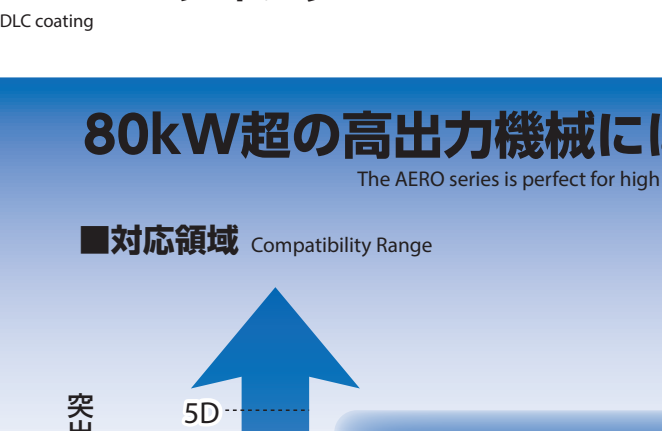 DLC coating
80kW超の高出力機械に
The AERO series is perfect for high
■対応領域 Compatibility Range
5D
突